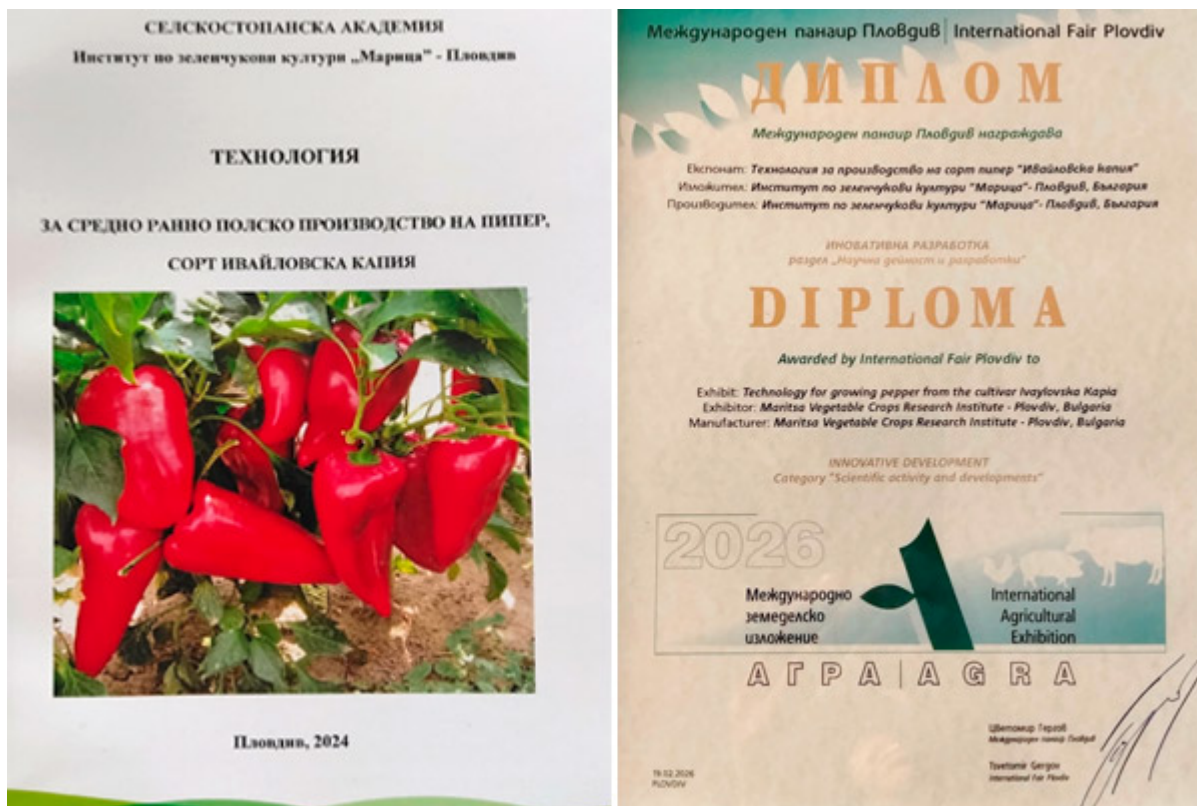 СЕЛСКОСТОПАНСКА АКАДЕМИЯ
Институт по зеленчукови култури „Марица” - Пловдив
ТЕХНОЛОГИЯ
ЗА СРЕДНО РАННО ПОЛСКО ПРОИЗВОДСТВО НА ПИПЕР,
СОРТ ИВАЙЛОВСКА КАПИЯ
Пловдив, 2024
Международен панаир Пловдив | International Fair Plovdiv
ДИПЛОМ
Международен панаир Пловдив награждава
Експонат: Технология за производство на сорт пипер "Ивайловска капия"
Изложител: Институт по зеленчукови култури "Марица"- Пловдив, България
Производител: Институт по зеленчукови култури "Марица"- Пловдив, България
ИНОВАТИВНА РАЗРАБОТКА
раздел „Научна дейност и разработки"
DIPLOMA
Awarded by International Fair Plovdiv to
Exhibit: Technology for growing pepper from the cultivar Ivaylovska Kapia
Exhibitor: Maritsa Vegetable Crops Research Institute - Plovdiv, Bulgaria
Manufacturer: Maritsa Vegetable Crops Research Institute - Plovdiv, Bulgaria
INNOVATIVE DEVELOPMENT
Category "Scientific activity and developments"
2026
Международно
земеделско
изложение
International
Agricultural
Exhibition
АГРА | AGRA
Цветомир Гергов
Международен панаир Пловдив
Tsvetomir Gergov
International Fair Plovdiv
19.02.2026
PLOVDIV